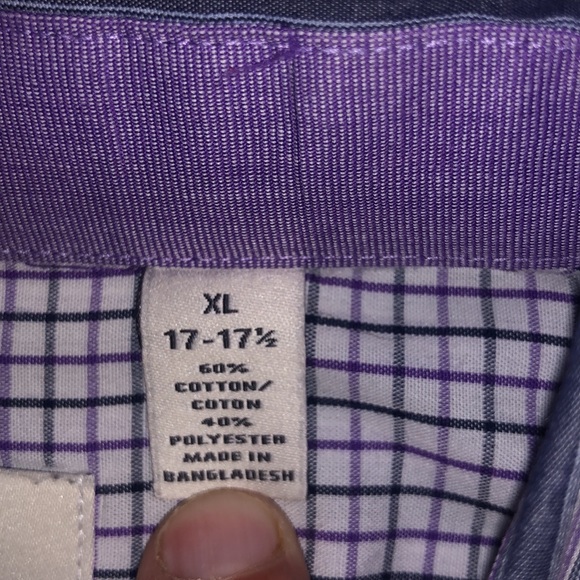 XL
17-17½
60%
COTTON/
COTON
40%
POLYESTER
MADE IN
BANGLADESH